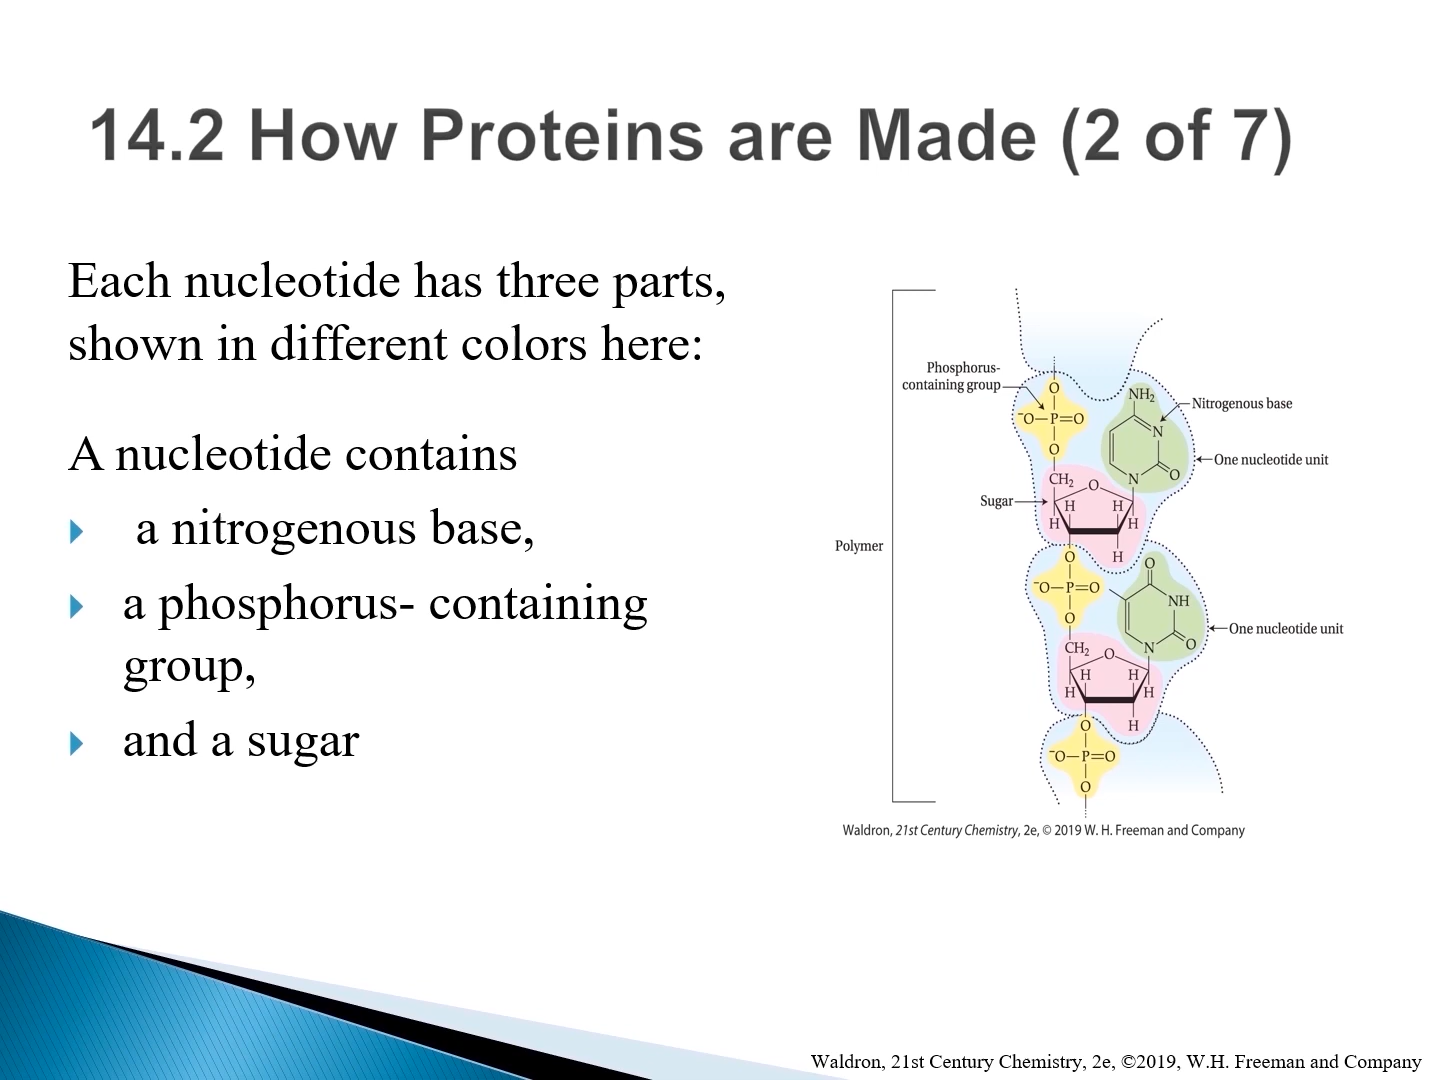 14.2 How Proteins are Made (2 of 7)
Each nucleotide has three parts,
shown in different colors here:
A nucleotide contains
a nitrogenous base,
a phosphorus- containing
group,
and a sugar
Polymer
Phosphorus-
containing group
Nitrogenous base
One nucleotide unit
Sugar
One nucleotide unit
O
⁻O—P=O
O
CH₂
O
H
H
H
H
H
NH₂
N
O
N
O
⁻O—P=O
O
CH₂
O
H
H
H
H
H
O
NH
O
N
O
⁻O—P=O
O
Waldron, 21st Century Chemistry, 2e, © 2019 W. H. Freeman and Company
Waldron, 21st Century Chemistry, 2e, ©2019, W.H. Freeman and Company